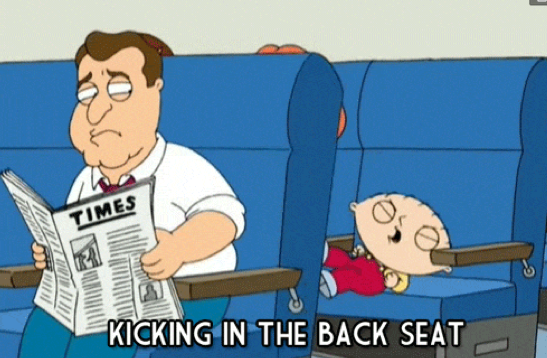 TIMES
KICKING IN THE BACK SEAT